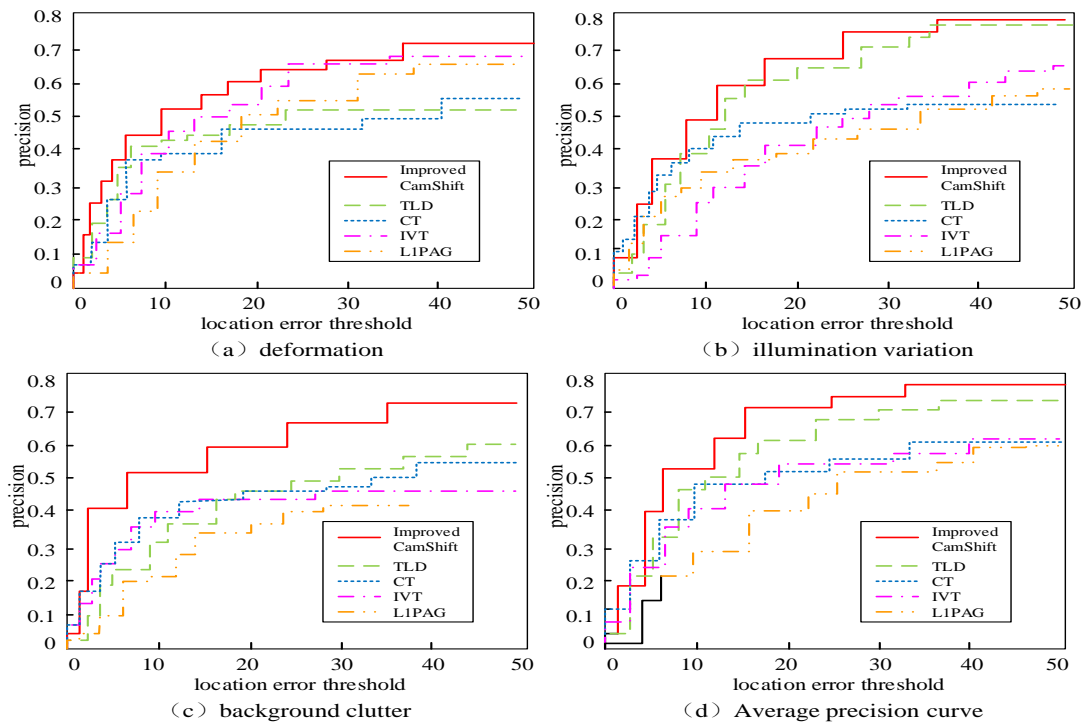 0.8
0.7
0.6
0.5
0.4
0.3
0.2
0.1
0
precision
Improved
CamShift
TLD
CT
IVT
L1PAG
0 10 20 30 40 50
location error threshold
（a）deformation
0.8
0.7
0.6
0.5
0.4
0.3
0.2
0.1
0
precision
Improved
CamShift
TLD
CT
IVT
L1PAG
0 10 20 30 40 50
location error threshold
（b）illumination variation
0.8
0.7
0.6
0.5
0.4
0.3
0.2
0.1
0
precision
Improved
CamShift
TLD
CT
IVT
L1PAG
0 10 20 30 40 50
location error threshold
（c）background clutter
0.8
0.7
0.6
0.5
0.4
0.3
0.2
0.1
0
precision
Improved
CamShift
TLD
CT
IVT
L1PAG
0 10 20 30 40 50
location error threshold
（d）Average precision curve